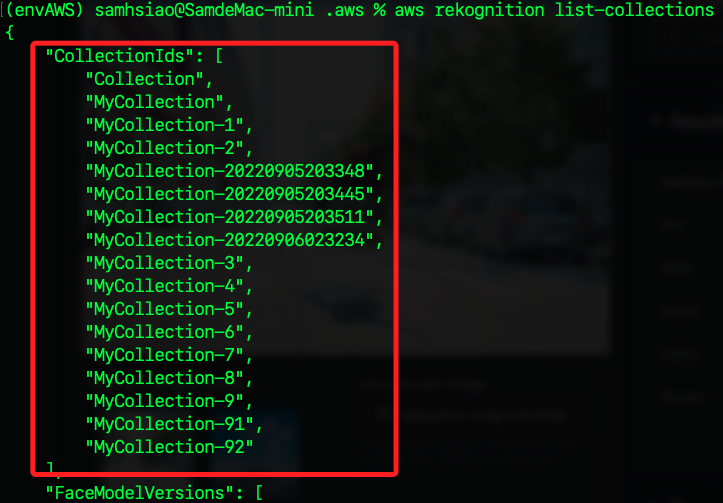 (envAWS) samhsiao@SamdeMac-mini .aws % aws rekognition list-collections
{
"CollectionIds": [
"Collection",
"MyCollection",
"MyCollection-1",
"MyCollection-2",
"MyCollection-20220905203348",
"MyCollection-20220905203445",
"MyCollection-20220905203511",
"MyCollection-20220906023234",
"MyCollection-3",
"MyCollection-4",
"MyCollection-5",
"MyCollection-6",
"MyCollection-7",
"MyCollection-8",
"MyCollection-9",
"MyCollection-91",
"MyCollection-92"
],
"FaceModelVersions": [